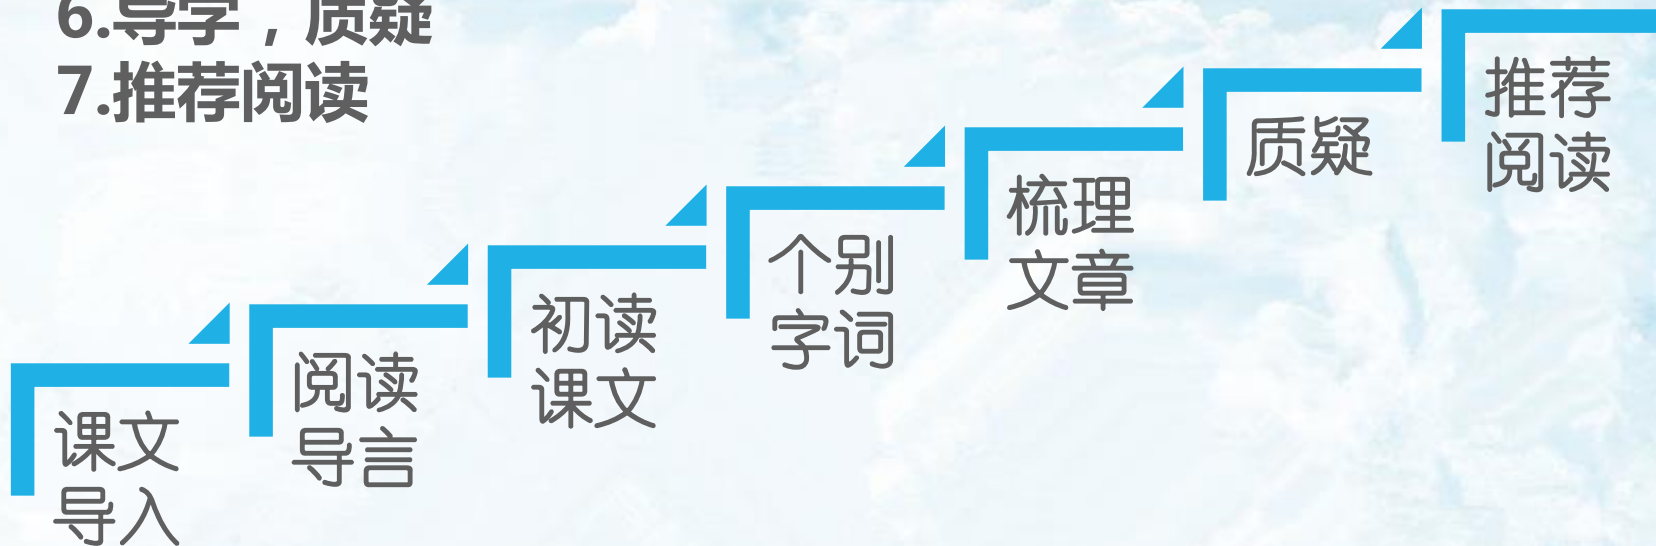 6.导学，质疑
7.推荐阅读
课文
导入
阅读
导言
初读
课文
个别
字词
梳理
文章
质疑
推荐
阅读